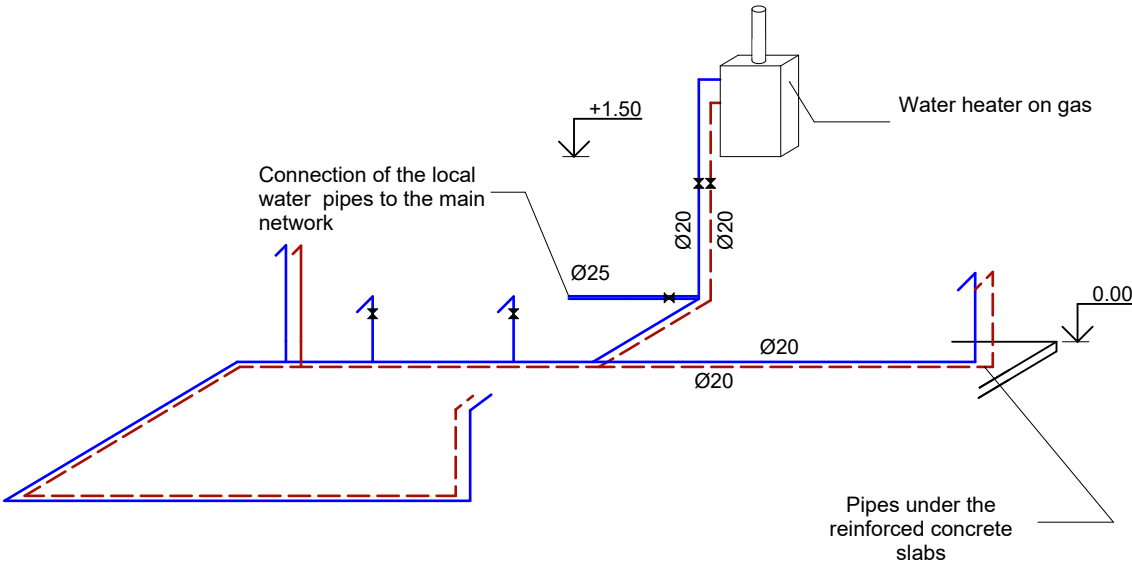 +1.50
Water heater on gas
Connection of the local
water pipes to the main
network
Ø20
Ø20
Ø25
0.00
Ø20
Ø20
Pipes under the
reinforced concrete
slabs